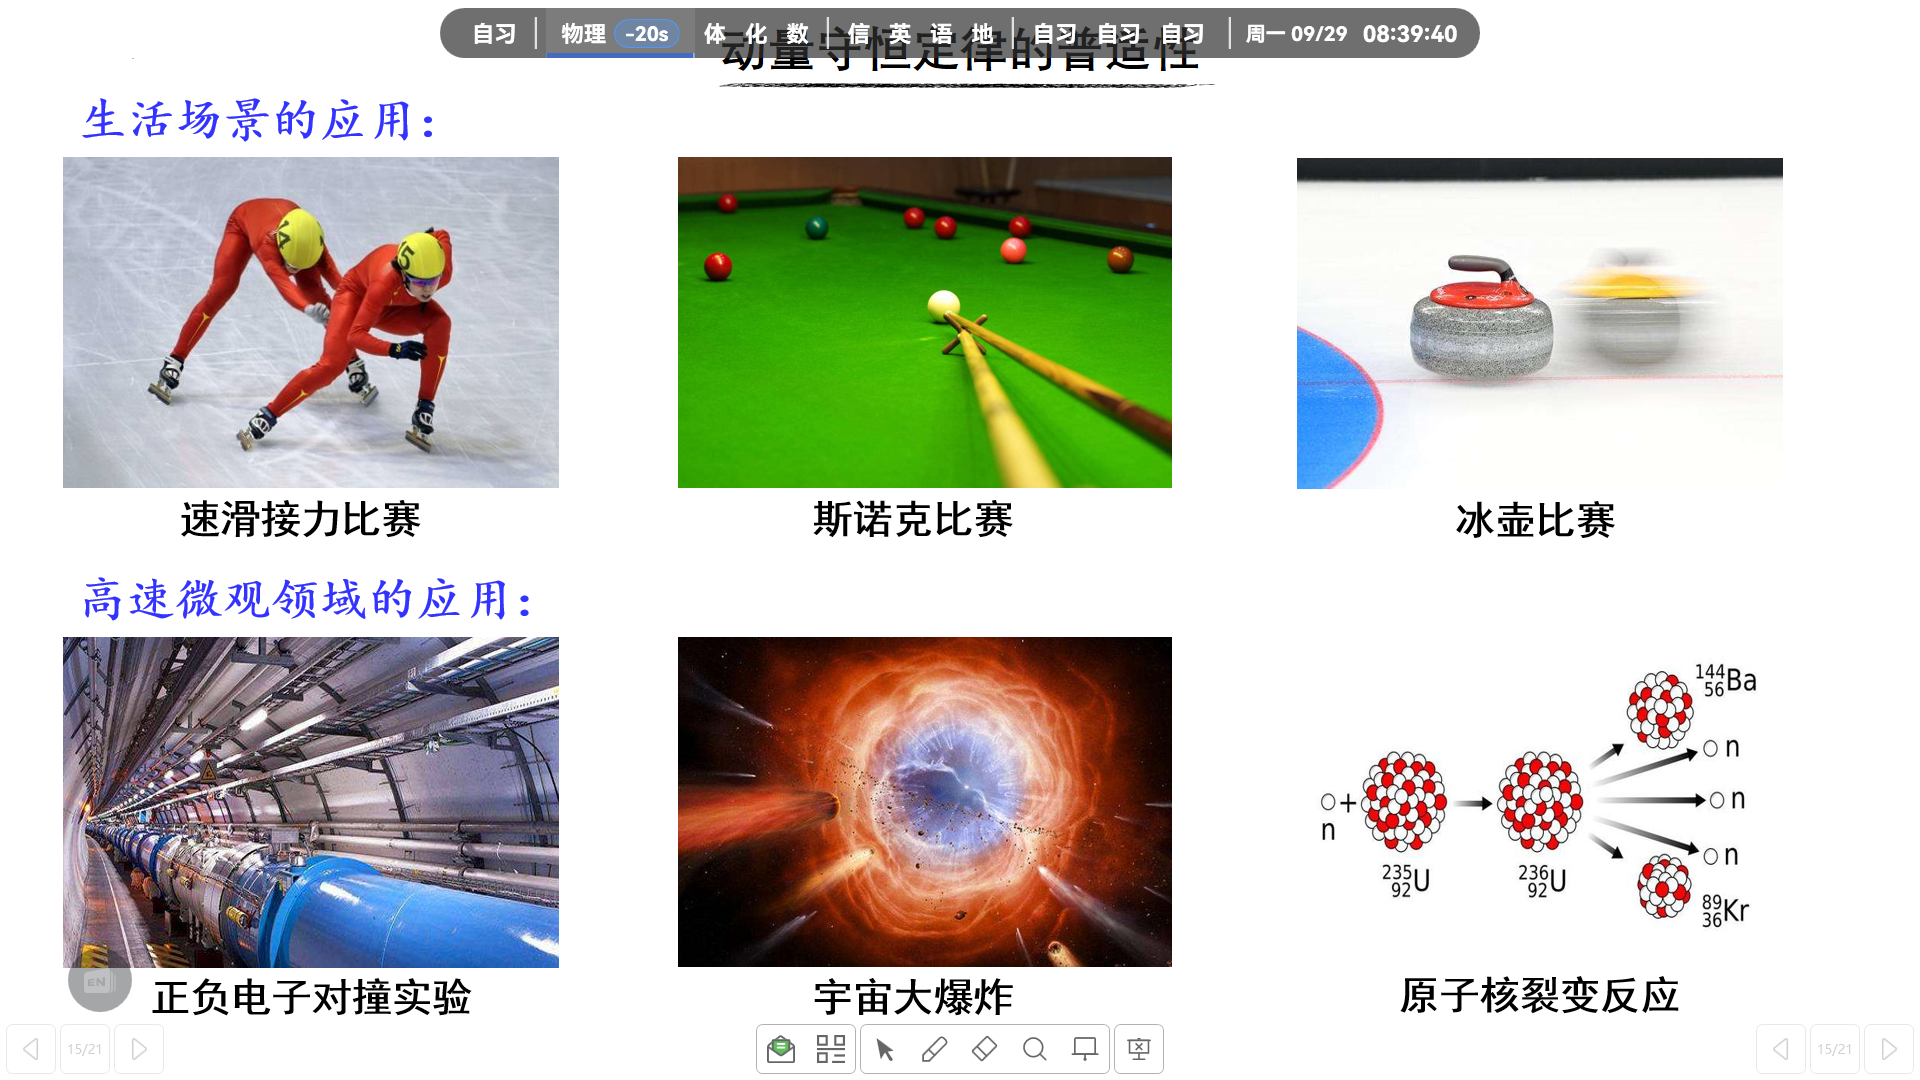 自习 物理 -20s 体 化 数 信 英 语 地 自习 自习 自习 周一 09/29 08:39:40
动量守恒定律的普适性
生活场景的应用：
14
15
速滑接力比赛
斯诺克比赛
冰壶比赛
高速微观领域的应用：
144
56 Ba
n
n
n + 
n
235
92 U
236
92 U
89
36 Kr
EN
正负电子对撞实验
宇宙大爆炸
原子核裂变反应
15/21
15/21